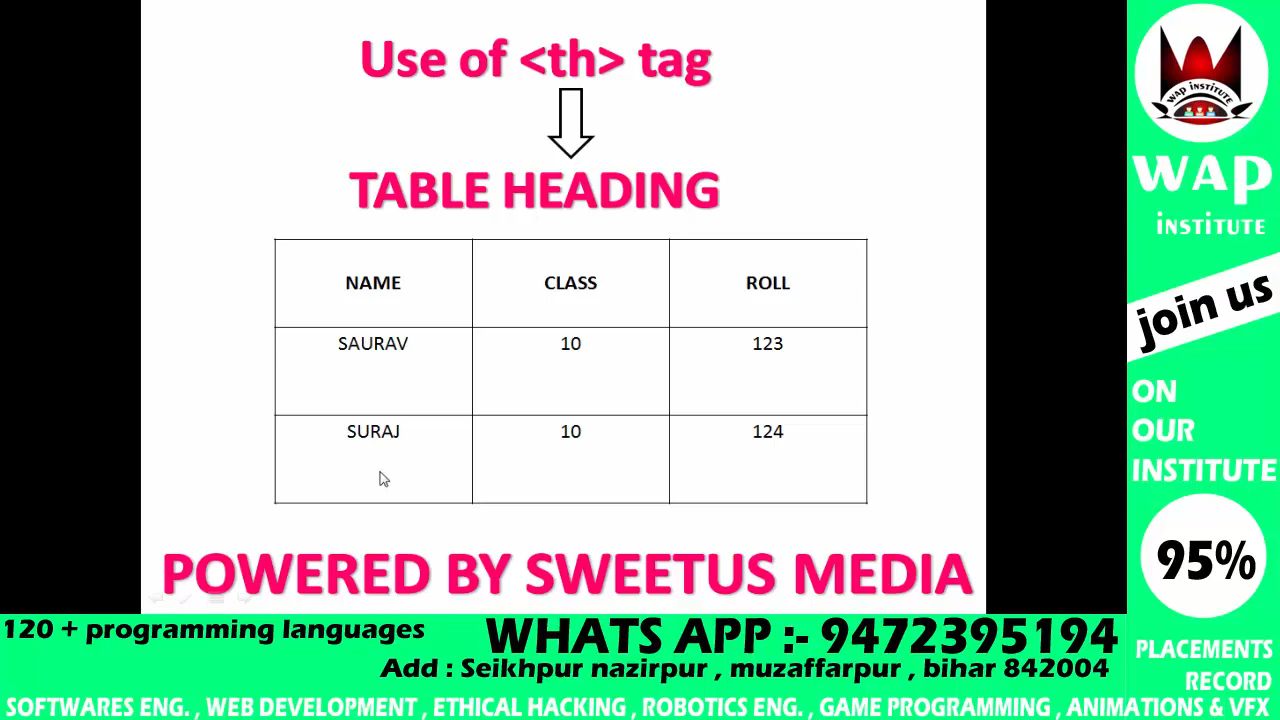 Use of <th> tag
TABLE HEADING
NAME CLASS ROLL
SAURAV 10 123
SURAJ 10 124
POWERED BY SWEETUS MEDIA
WAP INSTITUTE
WAP
INSTITUTE
join us
ON
OUR
INSTITUTE
95%
PLACEMENTS
RECORD
120 + programming languages
WHATS APP :- 9472395194
Add : Seikhpur nazirpur , muzaffarpur , bihar 842004
SOFTWARES ENG. , WEB DEVELOPMENT , ETHICAL HACKING , ROBOTICS ENG. , GAME PROGRAMMING , ANIMATIONS & VFX